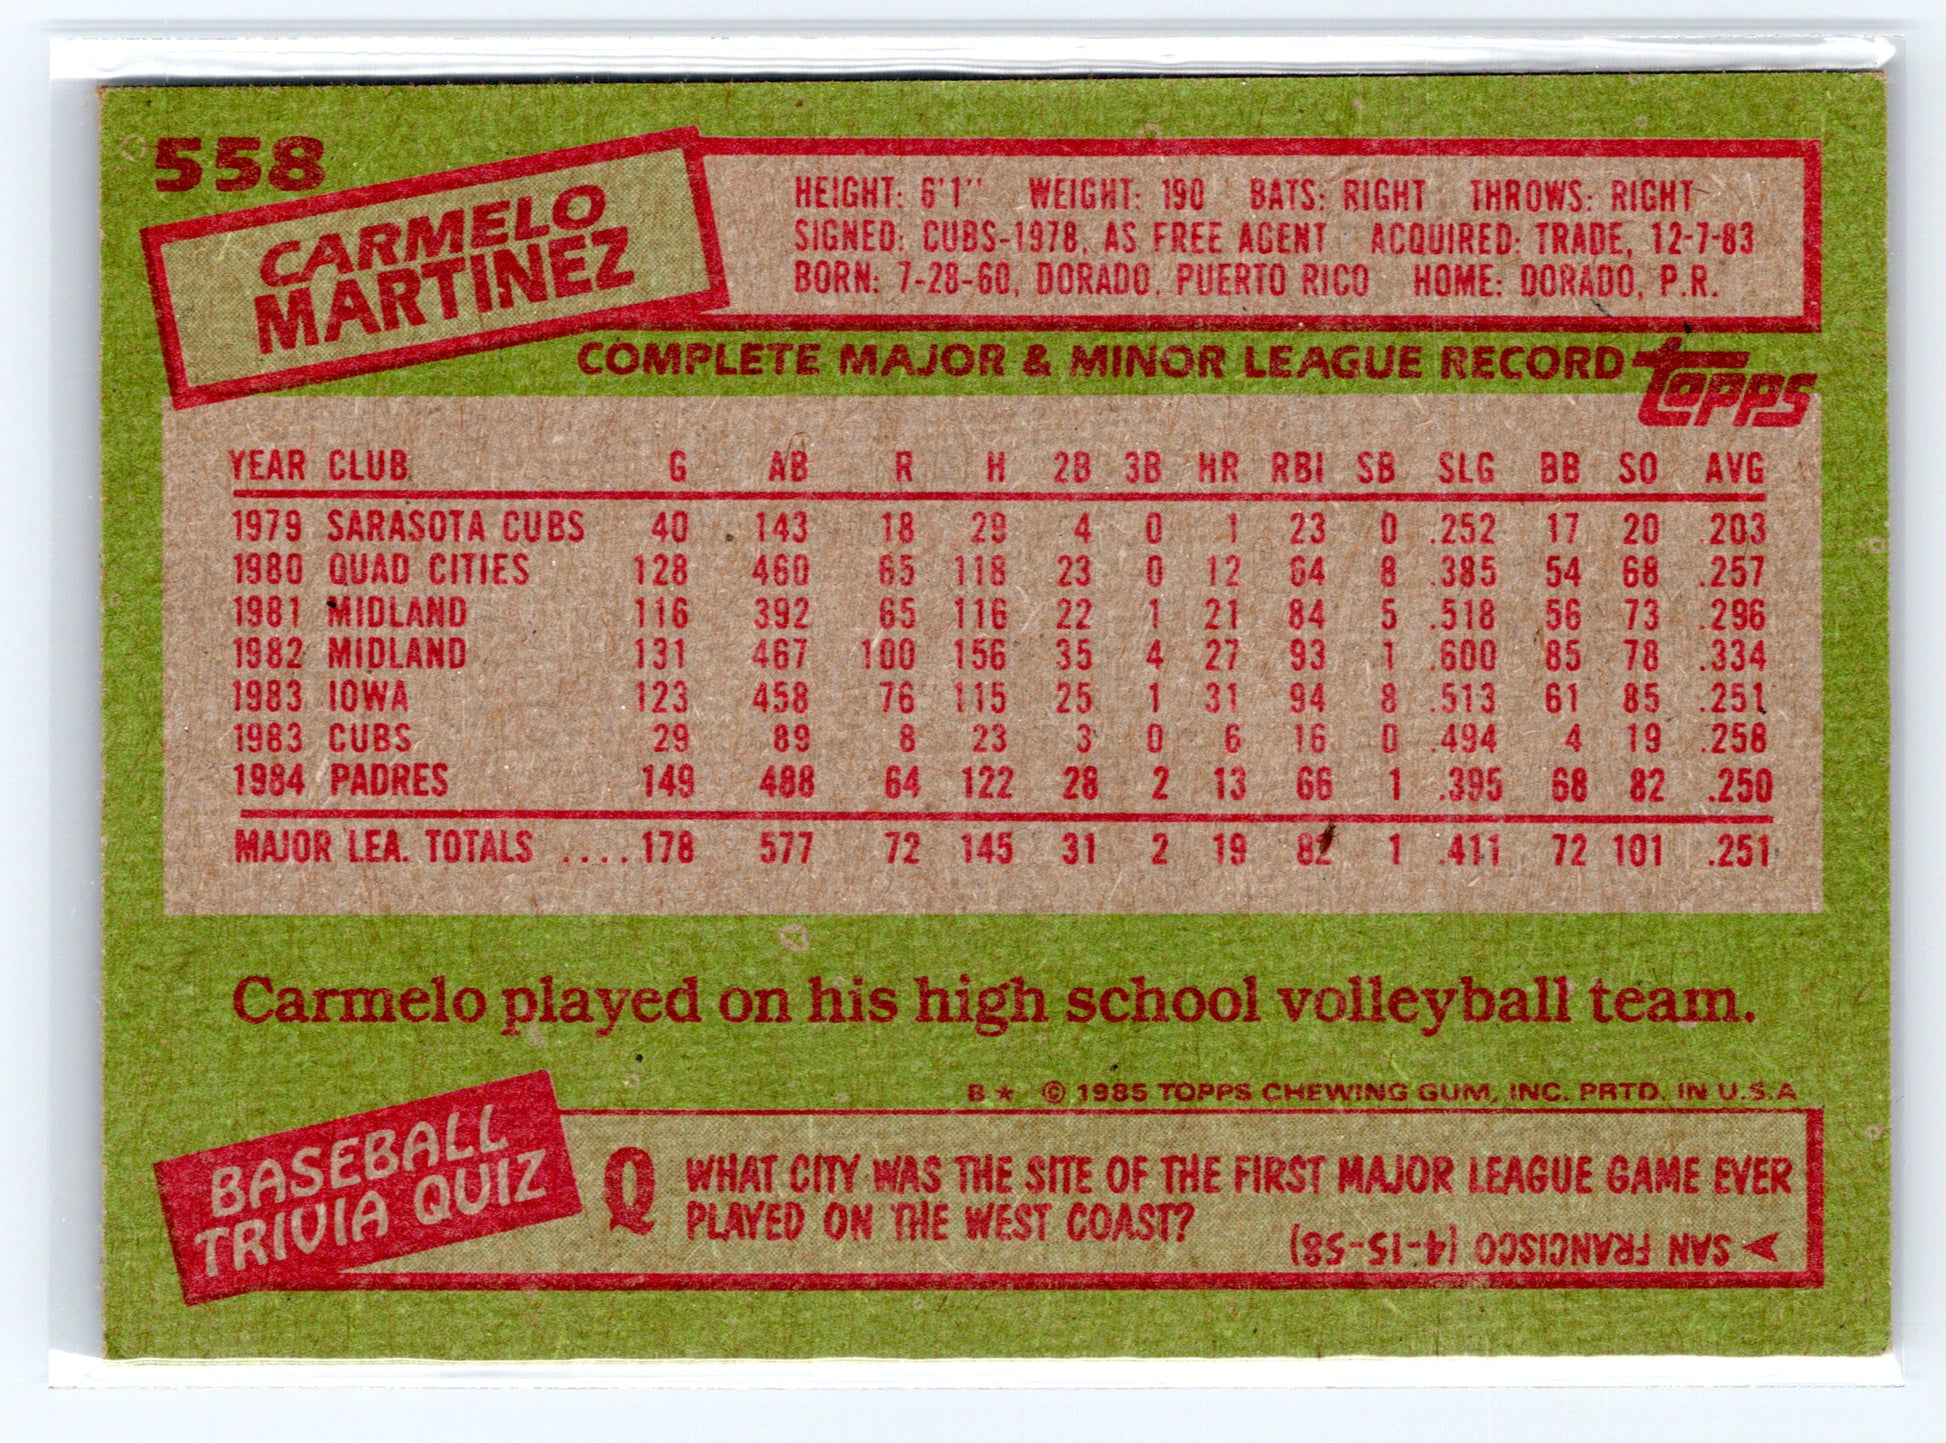 558
CARMELO
MARTINEZ
HEIGHT: 6'1" WEIGHT: 190 BATS: RIGHT THROWS: RIGHT
SIGNED: CUBS-1978, AS FREE AGENT ACQUIRED: TRADE, 12-7-83
BORN: 7-28-60, DORADO, PUERTO RICO HOME: DORADO, P.R.
COMPLETE MAJOR & MINOR LEAGUE RECORD topps
YEAR CLUB G AB R H 2B 3B HR RBI SB SLG BB SO AVG
1979 SARASOTA CUBS 40 143 18 29 4 0 1 23 0 .252 17 20 .203
1980 QUAD CITIES 128 460 65 118 23 0 12 64 8 .385 54 68 .257
1981 MIDLAND 116 392 65 116 22 1 21 84 5 .518 56 73 .296
1982 MIDLAND 131 467 100 156 35 4 27 93 1 .600 85 78 .334
1983 IOWA 123 458 76 115 25 1 31 94 8 .513 61 85 .251
1983 CUBS 29 89 8 23 3 0 6 16 0 .494 4 19 .258
1984 PADRES 149 488 64 122 28 2 13 66 1 .395 68 82 .250
MAJOR LEA. TOTALS ....178 577 72 145 31 2 19 82 1 .411 72 101 .251
Carmelo played on his high school volleyball team.
B ★ © 1985 TOPPS CHEWING GUM, INC. PRTD. IN U.S.A
BASEBALL
TRIVIA QUIZ
Q WHAT CITY WAS THE SITE OF THE FIRST MAJOR LEAGUE GAME EVER
PLAYED ON THE WEST COAST?
SAN FRANCISCO (4-15-58)